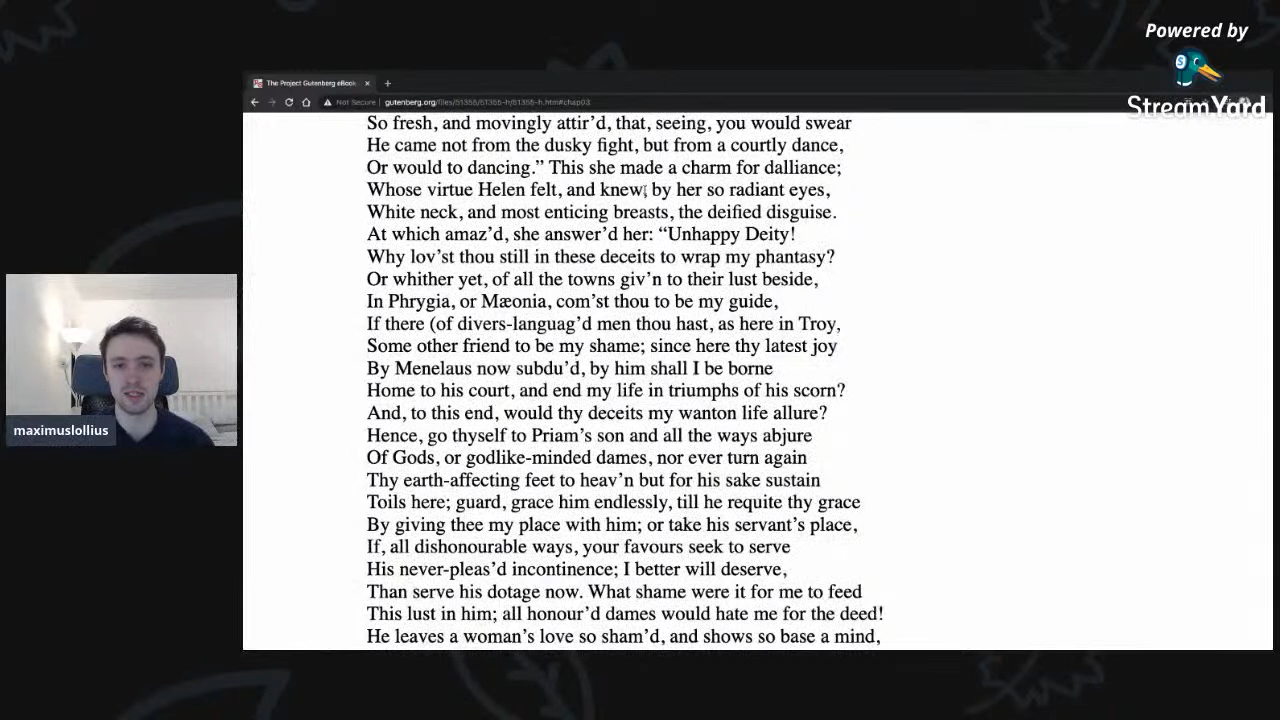 Powered by
StreamYard
The Project Gutenberg eBook
Not Secure | gutenberg.org/files/51355/51355-h/51355-h.htm#chap03
So fresh, and movingly attir’d, that, seeing, you would swear
He came not from the dusky fight, but from a courtly dance,
Or would to dancing.” This she made a charm for dalliance;
Whose virtue Helen felt, and knew, by her so radiant eyes,
White neck, and most enticing breasts, the deified disguise.
At which amaz’d, she answer’d her: “Unhappy Deity!
Why lov’st thou still in these deceits to wrap my phantasy?
Or whither yet, of all the towns giv’n to their lust beside,
In Phrygia, or Mæonia, com’st thou to be my guide,
If there (of divers-languag’d men thou hast, as here in Troy,
Some other friend to be my shame; since here thy latest joy
By Menelaus now subdu’d, by him shall I be borne
Home to his court, and end my life in triumphs of his scorn?
And, to this end, would thy deceits my wanton life allure?
Hence, go thyself to Priam’s son and all the ways abjure
Of Gods, or godlike-minded dames, nor ever turn again
Thy earth-affecting feet to heav’n but for his sake sustain
Toils here; guard, grace him endlessly, till he requite thy grace
By giving thee my place with him; or take his servant’s place,
If, all dishonourable ways, your favours seek to serve
His never-pleas’d incontinence; I better will deserve,
Than serve his dotage now. What shame were it for me to feed
This lust in him; all honour’d dames would hate me for the deed!
He leaves a woman’s love so sham’d, and shows so base a mind,
maximuslollius